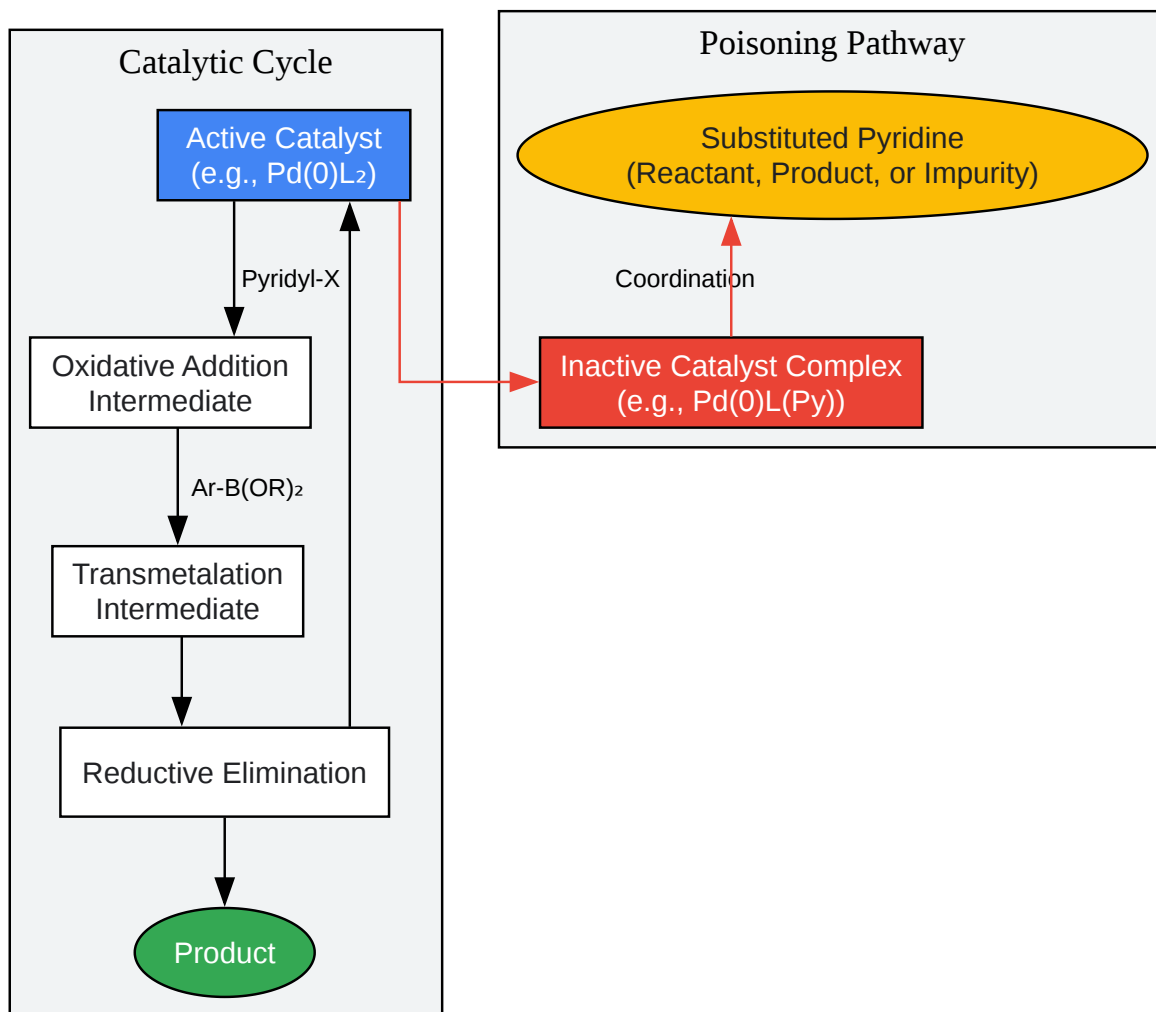 Catalytic Cycle
Active Catalyst
(e.g., Pd(0)L₂)
Pyridyl-X
Oxidative Addition
Intermediate
Ar-B(OR)₂
Transmetalation
Intermediate
Reductive Elimination
Product
Poisoning Pathway
Substituted Pyridine
(Reactant, Product, or Impurity)
Coordination
Inactive Catalyst Complex
(e.g., Pd(0)L(Py))